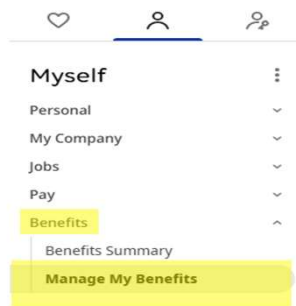 Myself
Personal
My Company
Jobs
Pay
Benefits
Benefits Summary
Manage My Benefits